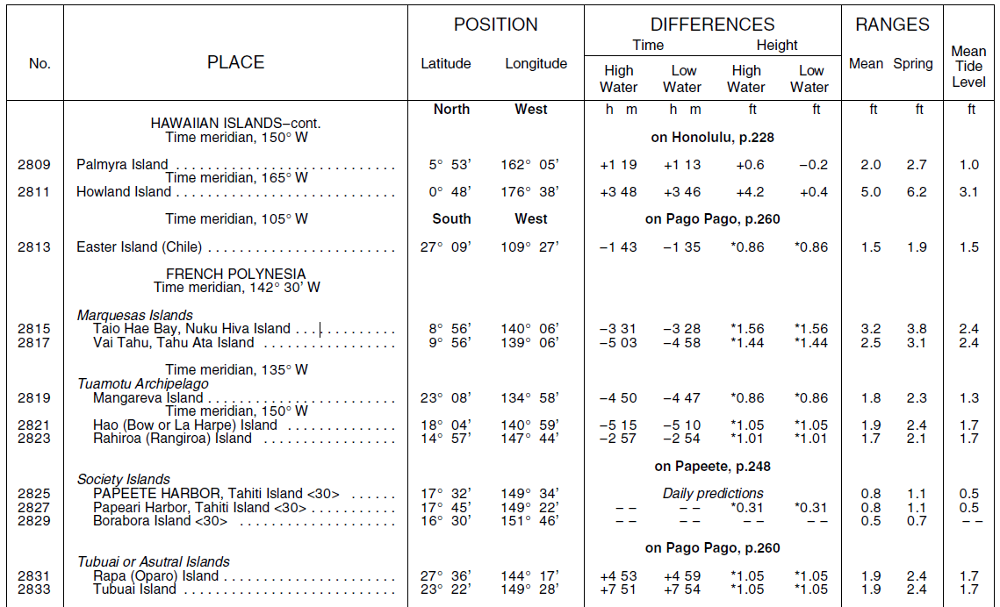 POSITION DIFFERENCES RANGES
Time Height
No. PLACE Latitude Longitude High Water Low Water High Water Low Water Mean Spring Mean Tide Level
North West h m h m ft ft ft ft ft
HAWAIIAN ISLANDS–cont.
Time meridian, 150° W on Honolulu, p.228
2809 Palmyra Island . . . . . . . . . . . . . . . . . . . . . . . . . . . . 5° 53’ 162° 05’ +1 19 +1 13 +0.6 –0.2 2.0 2.7 1.0
Time meridian, 165° W
2811 Howland Island . . . . . . . . . . . . . . . . . . . . . . . . . . . . 0° 48’ 176° 38’ +3 48 +3 46 +4.2 +0.4 5.0 6.2 3.1
Time meridian, 105° W South West on Pago Pago, p.260
2813 Easter Island (Chile) . . . . . . . . . . . . . . . . . . . . . . . . 27° 09’ 109° 27’ –1 43 –1 35 *0.86 *0.86 1.5 1.9 1.5
FRENCH POLYNESIA
Time meridian, 142° 30’ W
Marquesas Islands
2815 Taio Hae Bay, Nuku Hiva Island . . . . . . . . . . . . . 8° 56’ 140° 06’ –3 31 –3 28 *1.56 *1.56 3.2 3.8 2.4
2817 Vai Tahu, Tahu Ata Island . . . . . . . . . . . . . . . . . 9° 56’ 139° 06’ –5 03 –4 58 *1.44 *1.44 2.5 3.1 2.4
Time meridian, 135° W
Tuamotu Archipelago
2819 Mangareva Island . . . . . . . . . . . . . . . . . . . . . . . . 23° 08’ 134° 58’ –4 50 –4 47 *0.86 *0.86 1.8 2.3 1.3
Time meridian, 150° W
2821 Hao (Bow or La Harpe) Island . . . . . . . . . . . . . . 18° 04’ 140° 59’ –5 15 –5 10 *1.05 *1.05 1.9 2.4 1.7
2823 Rahiroa (Rangiroa) Island . . . . . . . . . . . . . . . . . 14° 57’ 147° 44’ –2 57 –2 54 *1.01 *1.01 1.7 2.1 1.7
on Papeete, p.248
Society Islands
2825 PAPEETE HARBOR, Tahiti Island <30> . . . . . . 17° 32’ 149° 34’ Daily predictions 0.8 1.1 0.5
2827 Papeari Harbor, Tahiti Island <30> . . . . . . . . . . . 17° 45’ 149° 22’ – – – – *0.31 *0.31 0.8 1.1 0.5
2829 Borabora Island <30> . . . . . . . . . . . . . . . . . . . . 16° 30’ 151° 46’ – – – – – – – – 0.5 0.7 – –
on Pago Pago, p.260
Tubuai or Asutral Islands
2831 Rapa (Oparo) Island . . . . . . . . . . . . . . . . . . . . . . 27° 36’ 144° 17’ +4 53 +4 59 *1.05 *1.05 1.9 2.4 1.7
2833 Tubuai Island . . . . . . . . . . . . . . . . . . . . . . . . . . . 23° 22’ 149° 28’ +7 51 +7 54 *1.05 *1.05 1.9 2.4 1.7